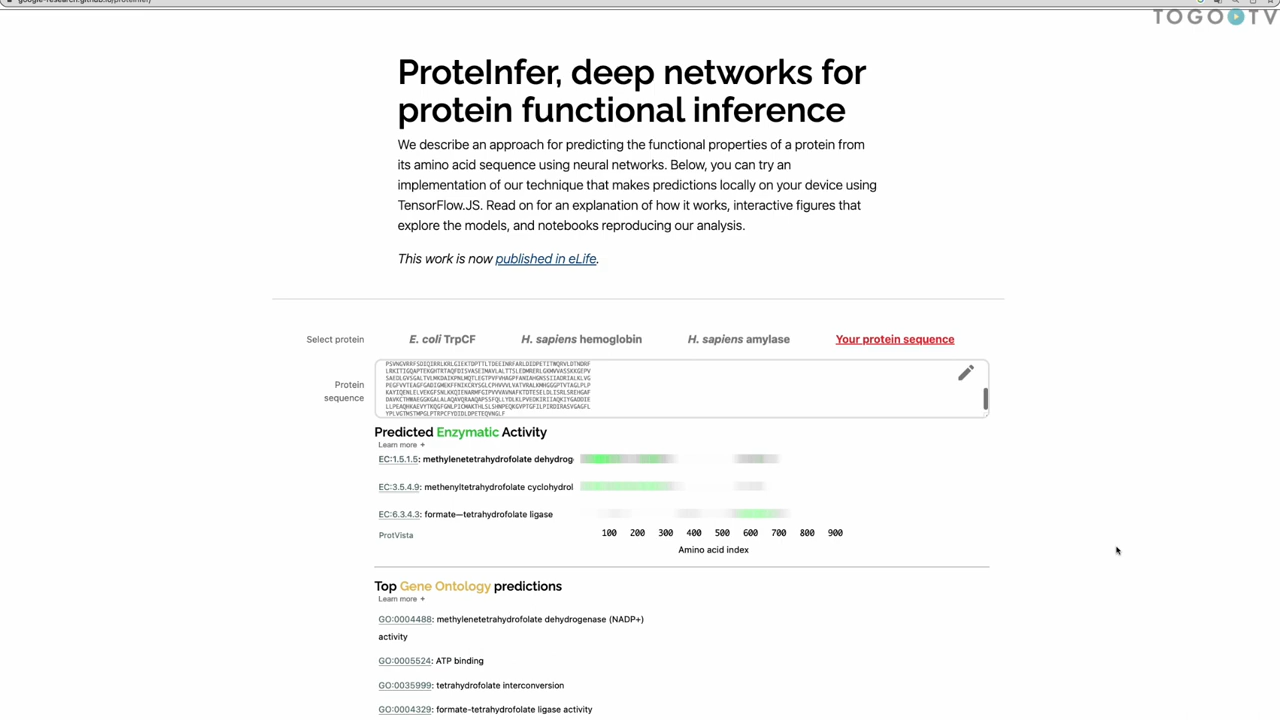 google-research.github.io/proteinfer/
TOGO TV
ProteInfer, deep networks for
protein functional inference
We describe an approach for predicting the functional properties of a protein from
its amino acid sequence using neural networks. Below, you can try an
implementation of our technique that makes predictions locally on your device using
TensorFlow.JS. Read on for an explanation of how it works, interactive figures that
explore the models, and notebooks reproducing our analysis.
This work is now published in eLife.
Select protein E. coli TrpCF H. sapiens hemoglobin H. sapiens amylase Your protein sequence
Protein
sequence
Predicted Enzymatic Activity
Learn more +
EC:1.5.1.5: methylenetetrahydrofolate dehydrog
EC:3.5.4.9: methenyltetrahydrofolate cyclohydrol
EC:6.3.4.3: formate—tetrahydrofolate ligase
ProtVista 100 200 300 400 500 600 700 800 900
Amino acid index
Top Gene Ontology predictions
Learn more +
GO:0004488: methylenetetrahydrofolate dehydrogenase (NADP+)
activity
GO:0005524: ATP binding
GO:0035999: tetrahydrofolate interconversion
GO:0004329: formate-tetrahydrofolate ligase activity